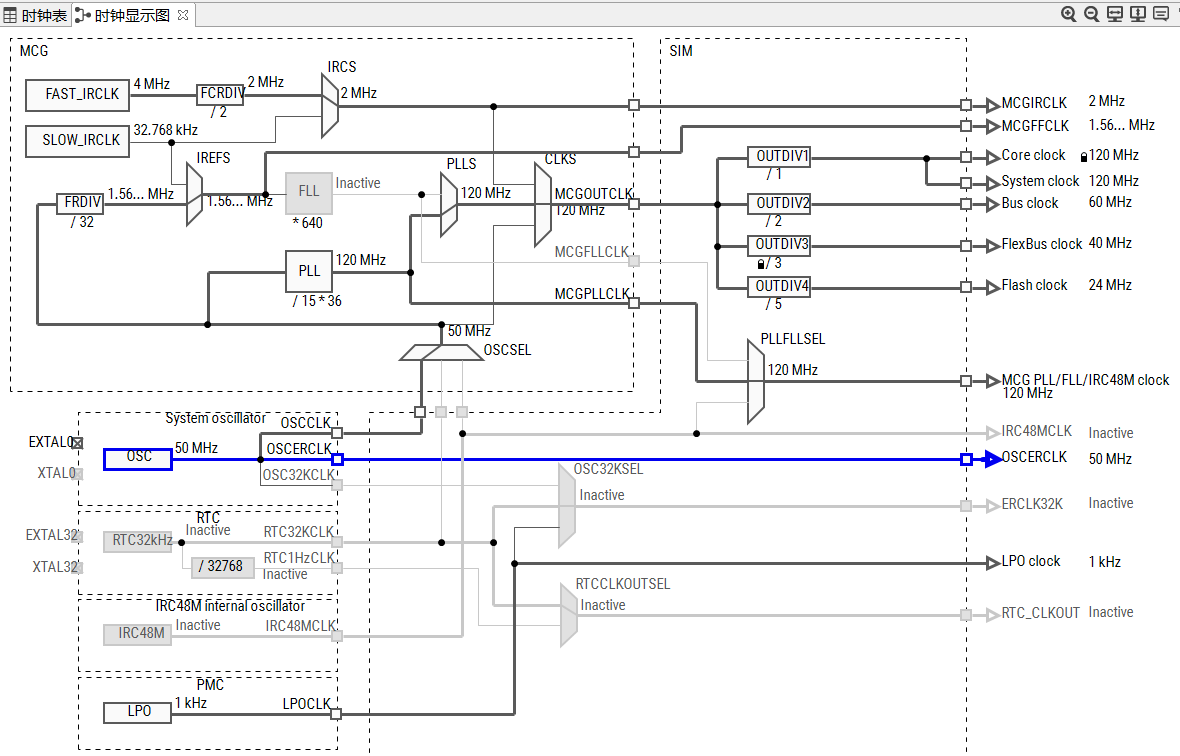 时钟表 时钟显示图
MCG
SIM
IRCS
FAST_IRCLK 4 MHz FCRDIV 2 MHz 2 MHz
/ 2
MCGIRCLK 2 MHz
SLOW_IRCLK 32.768 kHz
MCGFFCLK 1.56... MHz
IREFS
PLLS
CLKS
OUTDIV1
/ 1
Core clock 120 MHz
System clock 120 MHz
FRDIV 1.56... MHz
/ 32
1.56... MHz
FLL Inactive
* 640
120 MHz
MCGOUTCLK
120 MHz
OUTDIV2
/ 2
Bus clock 60 MHz
OUTDIV3
/ 3
FlexBus clock 40 MHz
MCGFLLCLK
PLL 120 MHz
/ 15 * 36
OUTDIV4
/ 5
Flash clock 24 MHz
MCGPLLCLK
50 MHz
OSCSEL
PLLFLLSEL
120 MHz
MCG PLL/FLL/IRC48M clock
120 MHz
System oscillator
OSCCLK
EXTAL0
IRC48MCLK Inactive
OSC 50 MHz
OSCERCLK
OSCERCLK 50 MHz
XTAL0
OSC32KCLK
OSC32KSEL
Inactive
ERCLK32K Inactive
RTC
EXTAL32
RTC32kHz Inactive
RTC32KCLK
XTAL32
/ 32768
RTC1HzCLK
Inactive
LPO clock 1 kHz
RTCCLKOUTSEL
Inactive
RTC_CLKOUT Inactive
IRC48M internal oscillator
IRC48M Inactive
IRC48MCLK
PMC
LPO 1 kHz
LPOCLK